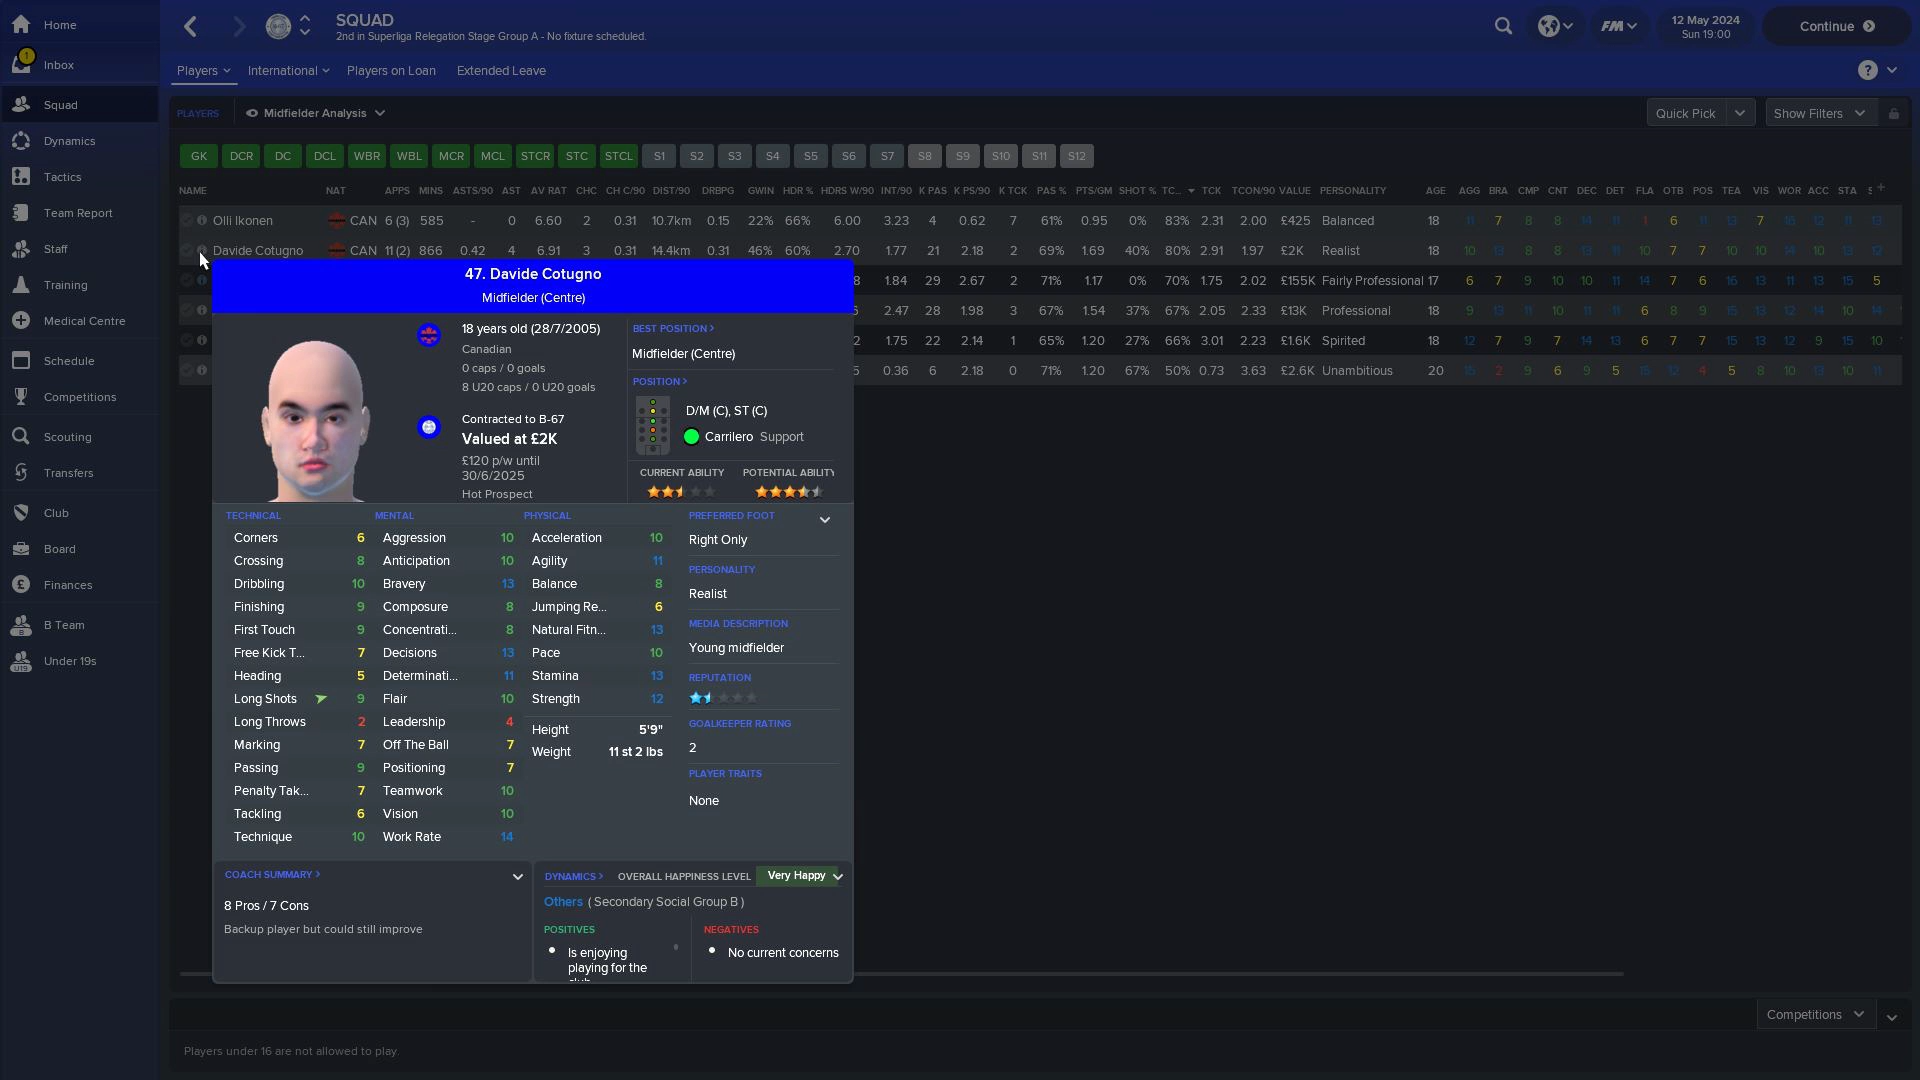 Home
Inbox
1
Squad
Dynamics
Tactics
Team Report
Staff
Training
Medical Centre
Schedule
Competitions
Scouting
Transfers
Club
Board
Finances
B Team
Under 19s
SQUAD
2nd in Superliga Relegation Stage Group A - No fixture scheduled.
FM
12 May 2024
Sun 19:00
Continue
Players International Players on Loan Extended Leave
PLAYERS Midfielder Analysis Quick Pick Show Filters
GK DCR DC DCL WBR WBL MCR MCL STCR STC STCL S1 S2 S3 S4 S5 S6 S7 S8 S9 S10 S11 S12
NAME NAT APPS MINS ASTS/90 AST AV RAT CHC CH C/90 DIST/90 DRBPG GWIN HDR % HDRS W/90 INT/90 K PAS K PS/90 K TCK PAS % PTS/GM SHOT % TC... TCK TCON/90 VALUE PERSONALITY AGE AGG BRA CMP CNT DEC DET FLA OTB POS TEA VIS WOR ACC STA
Olli Ikonen CAN 6 (3) 585 - 0 6.60 2 0.31 10.7km 0.15 22% 66% 6.00 3.23 4 0.62 7 61% 0.95 0% 83% 2.31 2.00 £425 Balanced 18 11 7 8 8 14 11 1 6 11 13 7 16 12 11 13
Davide Cotugno CAN 11 (2) 866 0.42 4 6.91 3 0.31 14.4km 0.31 46% 60% 2.70 1.77 21 2.18 2 69% 1.69 40% 80% 2.91 1.97 £2K Realist 18 10 13 8 8 13 11 10 7 7 10 10 14 10 13 12
1.84 29 2.67 2 71% 1.17 0% 70% 1.75 2.02 £155K Fairly Professional 17 6 7 9 10 10 11 14 7 6 16 13 11 13 15 5
2.47 28 1.98 3 67% 1.54 37% 67% 2.05 2.33 £13K Professional 18 9 13 11 10 11 11 6 8 9 15 13 12 14 10 14
1.75 22 2.14 1 65% 1.20 27% 66% 3.01 2.23 £1.6K Spirited 18 12 7 9 7 14 13 6 7 7 15 13 12 9 15 10
0.36 6 2.18 0 71% 1.20 67% 50% 0.73 3.63 £2.6K Unambitious 20 15 2 9 6 9 5 15 12 4 5 8 10 13 10 11
47. Davide Cotugno
Midfielder (Centre)
18 years old (28/7/2005)
Canadian
0 caps / 0 goals
8 U20 caps / 0 U20 goals
Contracted to B-67
Valued at £2K
£120 p/w until
30/6/2025
Hot Prospect
BEST POSITION
Midfielder (Centre)
POSITION
D/M (C), ST (C)
Carrilero Support
CURRENT ABILITY POTENTIAL ABILITY
TECHNICAL
Corners 6
Crossing 8
Dribbling 10
Finishing 9
First Touch 9
Free Kick T... 7
Heading 5
Long Shots 9
Long Throws 2
Marking 7
Passing 9
Penalty Tak... 7
Tackling 6
Technique 10
MENTAL
Aggression 10
Anticipation 10
Bravery 13
Composure 8
Concentrati... 8
Decisions 13
Determinati... 11
Flair 10
Leadership 4
Off The Ball 7
Positioning 7
Teamwork 10
Vision 10
Work Rate 14
PHYSICAL
Acceleration 10
Agility 11
Balance 8
Jumping Re... 6
Natural Fitn... 13
Pace 10
Stamina 13
Strength 12
Height 5'9"
Weight 11 st 2 lbs
PREFERRED FOOT
Right Only
PERSONALITY
Realist
MEDIA DESCRIPTION
Young midfielder
REPUTATION
GOALKEEPER RATING
2
PLAYER TRAITS
None
COACH SUMMARY
8 Pros / 7 Cons
Backup player but could still improve
DYNAMICS OVERALL HAPPINESS LEVEL Very Happy
Others ( Secondary Social Group B )
POSITIVES
Is enjoying
playing for the
NEGATIVES
No current concerns
Competitions
Players under 16 are not allowed to play.